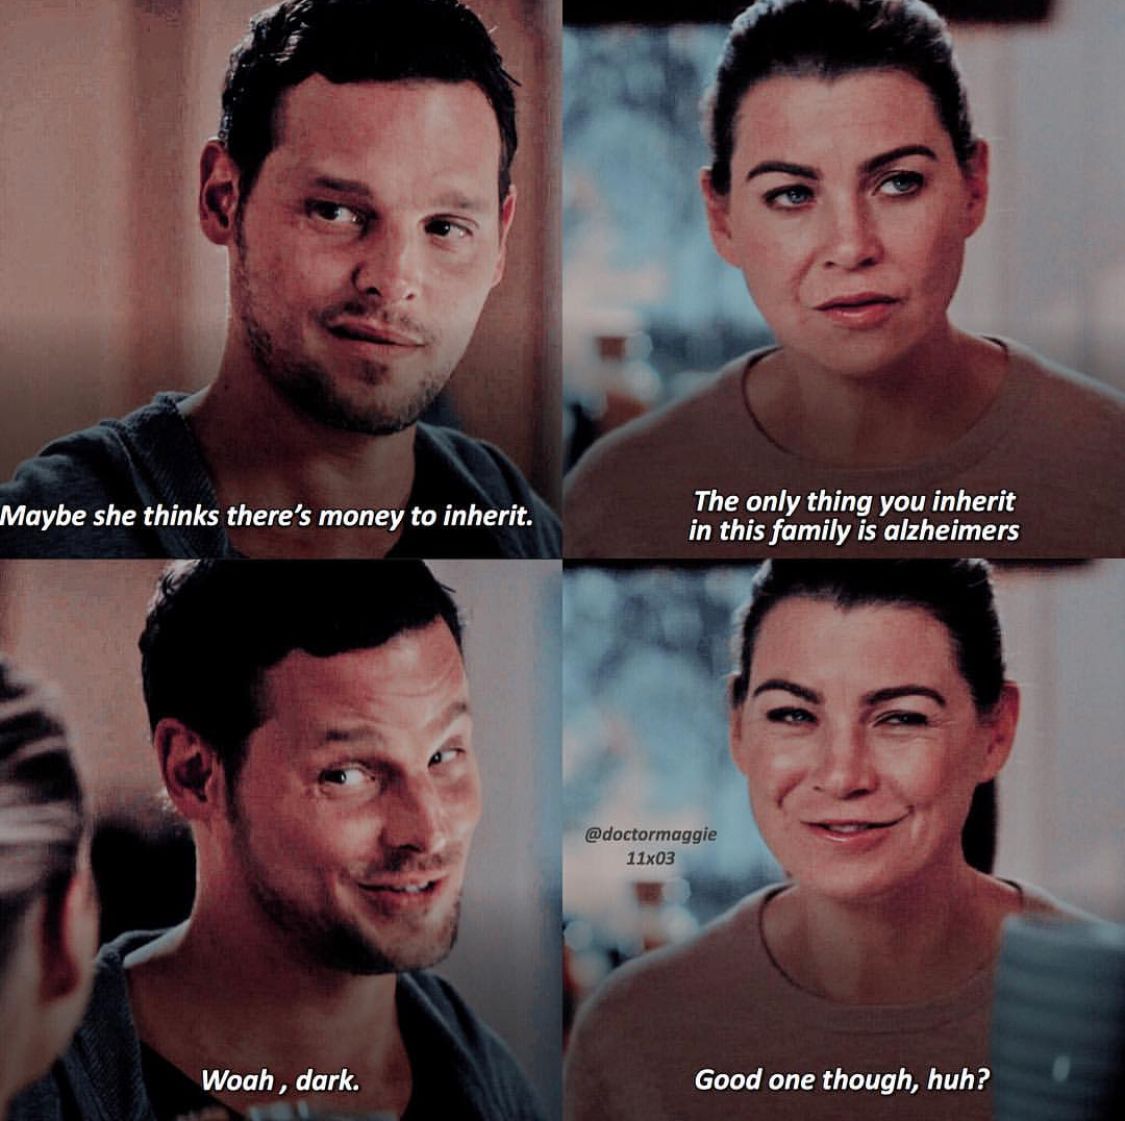 Maybe she thinks there's money to inherit.
The only thing you inherit
in this family is alzheimers
@doctormaggie
11x03
Woah , dark.
Good one though, huh?